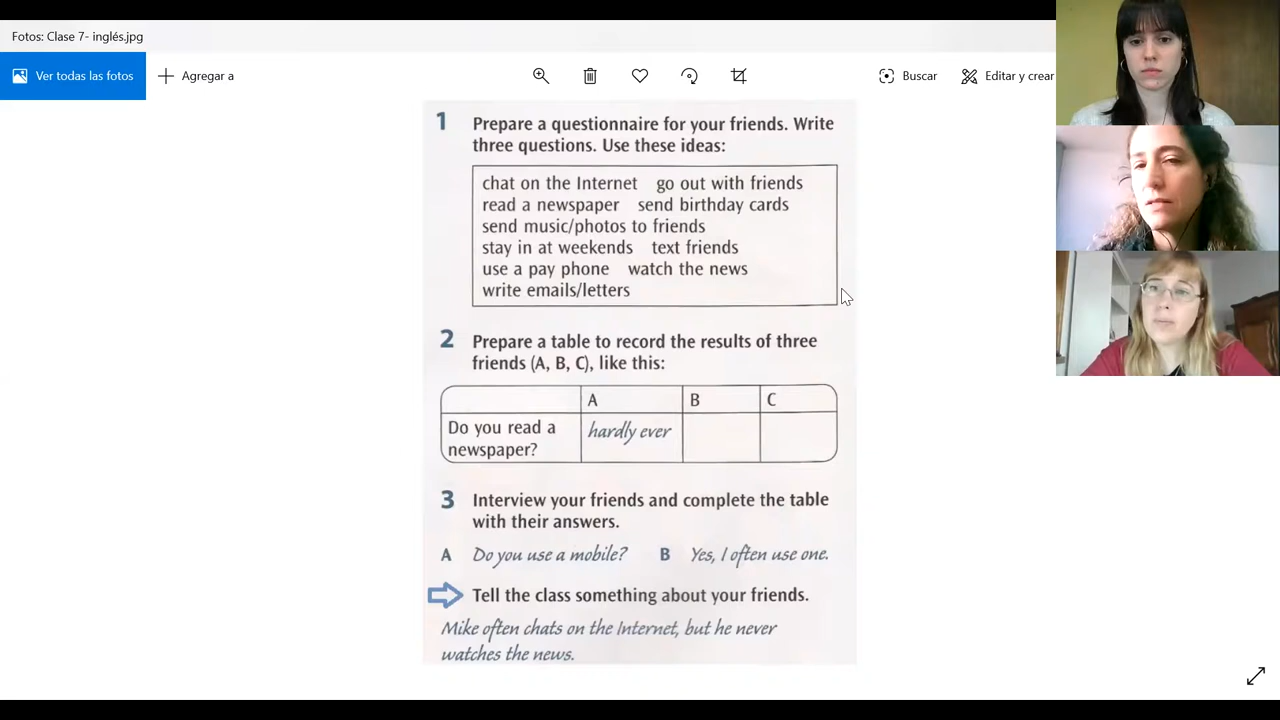 Fotos: Clase 7- inglés.jpg
Ver todas las fotos
Agregar a
Buscar
Editar y crear
1 Prepare a questionnaire for your friends. Write
three questions. Use these ideas:
chat on the Internet go out with friends
read a newspaper send birthday cards
send music/photos to friends
stay in at weekends text friends
use a pay phone watch the news
write emails/letters
2 Prepare a table to record the results of three
friends (A, B, C), like this:
A B C
Do you read a hardly ever
newspaper?
3 Interview your friends and complete the table
with their answers.
A Do you use a mobile? B Yes, I often use one.
Tell the class something about your friends.
Mike often chats on the Internet, but he never
watches the news.